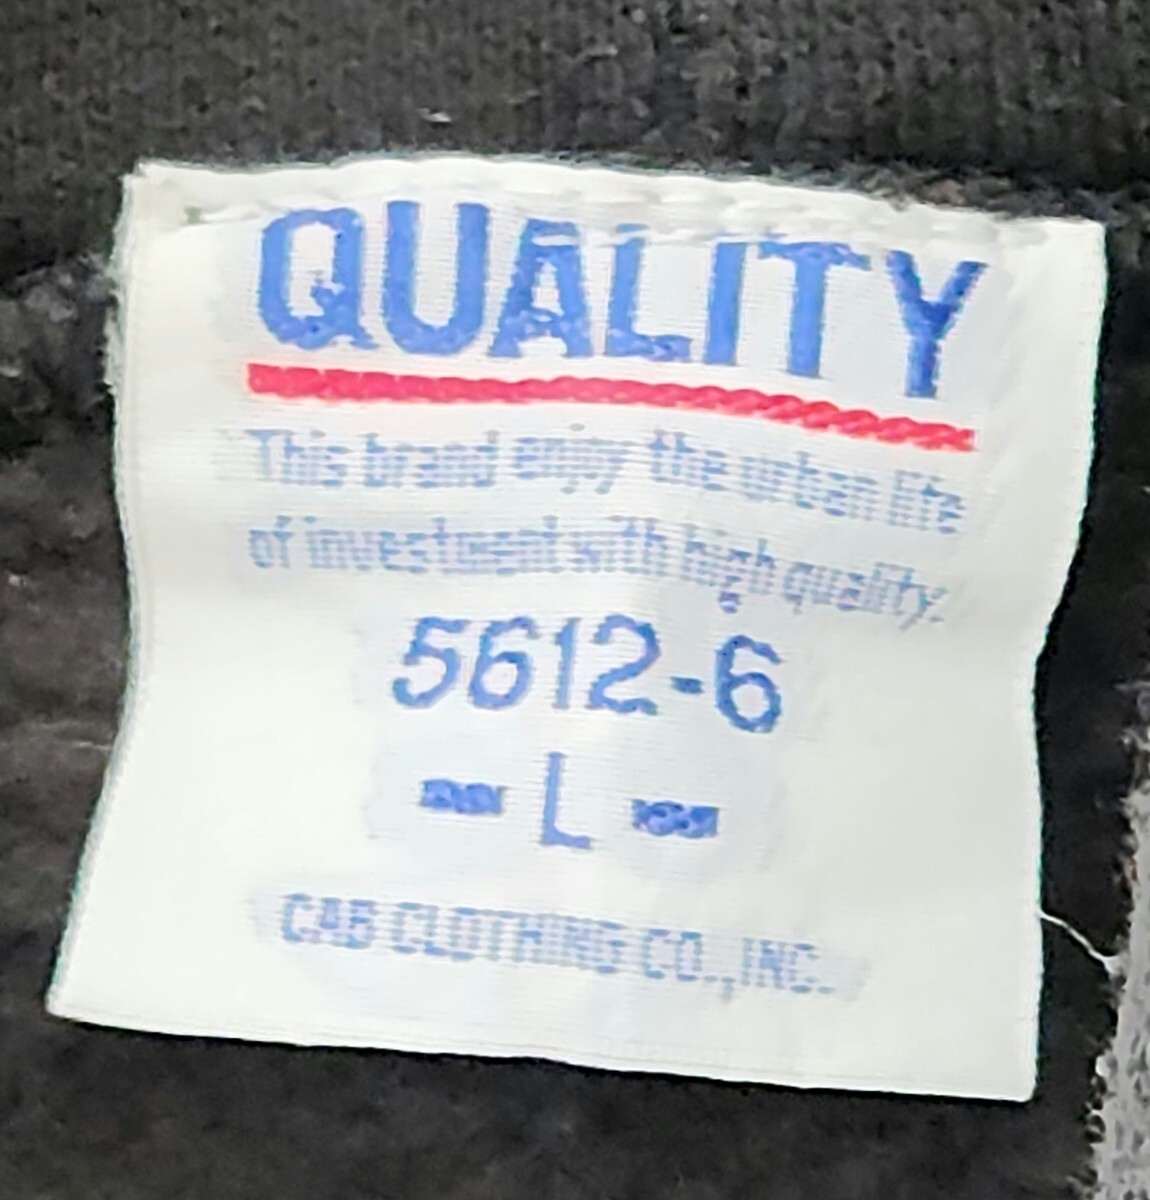 QUALITY
This brand enjoy the urban life
of investment with high quality.
5612-6
- L -
CAB CLOTHING CO., INC.